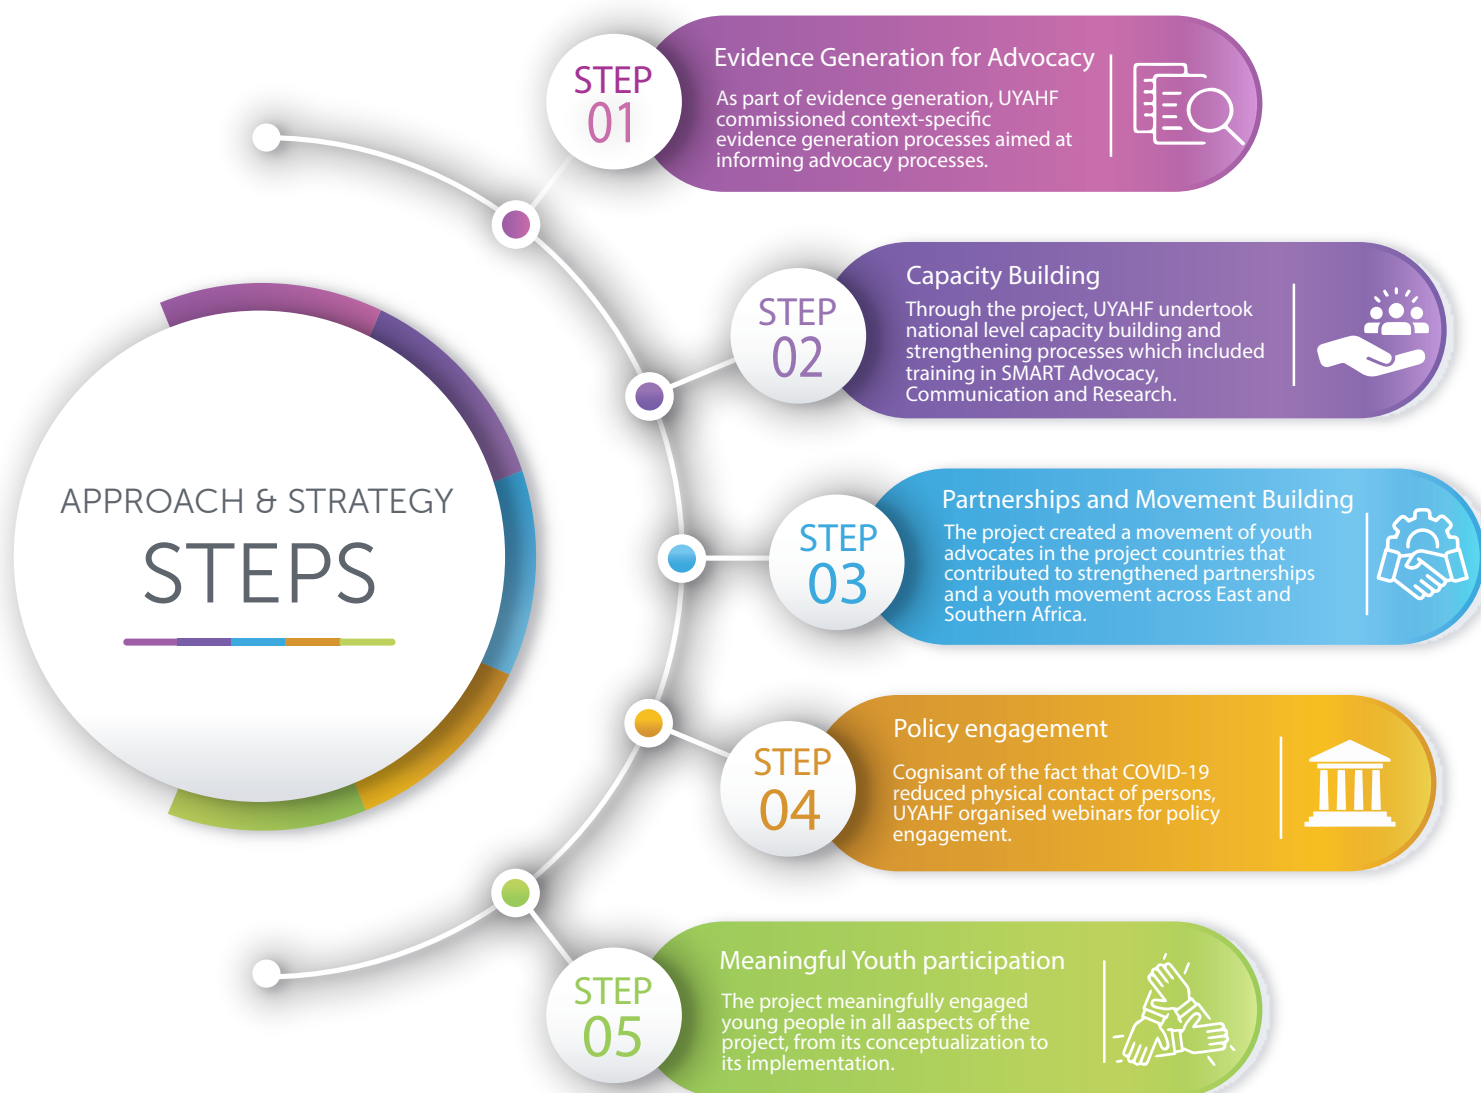 APPROACH & STRATEGY
STEPS
STEP
01
Evidence Generation for Advocacy
As part of evidence generation, UYAHF
commissioned context-specific
evidence generation processes aimed at
informing advocacy processes.
STEP
02
Capacity Building
Through the project, UYAHF undertook
national level capacity building and
strengthening processes which included
training in SMART Advocacy,
Communication and Research.
STEP
03
Partnerships and Movement Building
The project created a movement of youth
advocates in the project countries that
contributed to strengthened partnerships
and a youth movement across East and
Southern Africa.
STEP
04
Policy engagement
Cognisant of the fact that COVID-19
reduced physical contact of persons,
UYAHF organised webinars for policy
engagement.
STEP
05
Meaningful Youth participation
The project meaningfully engaged
young people in all aaspects of the
project, from its conceptualization to
its implementation.